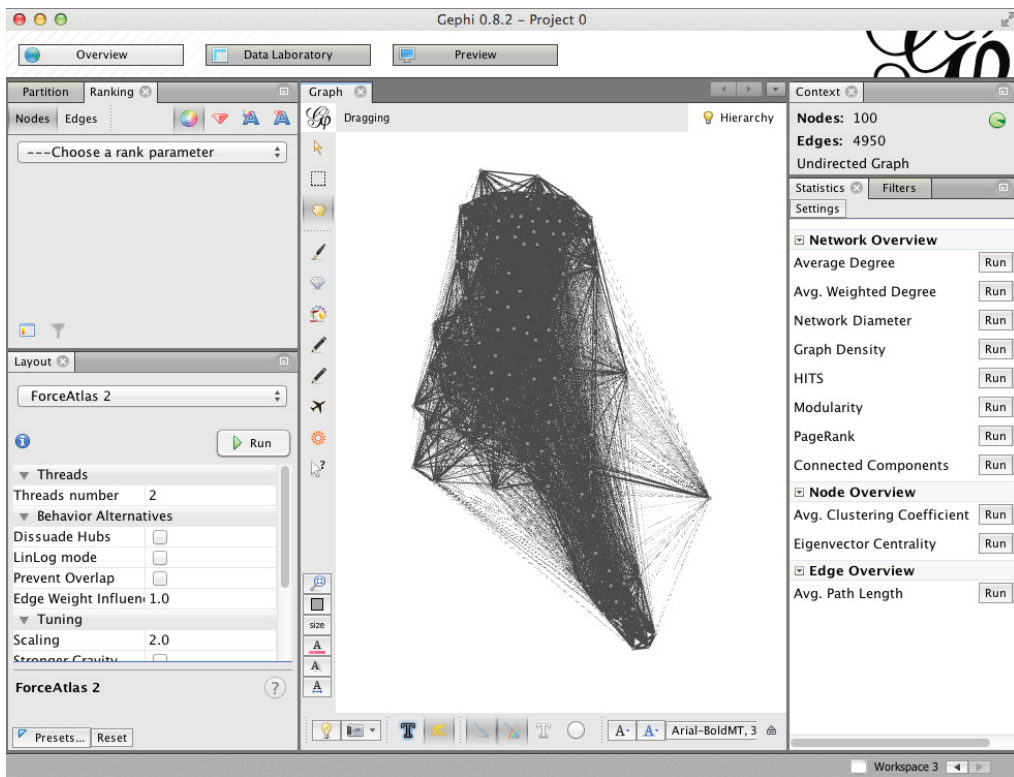 Gephi 0.8.2 – Project 0
Overview
Data Laboratory
Preview
Partition
Ranking
Nodes
Edges
---Choose a rank parameter
Layout
ForceAtlas 2
Run
Threads
Threads number 2
Behavior Alternatives
Dissuade Hubs
LinLog mode
Prevent Overlap
Edge Weight Influen 1.0
Tuning
Scaling 2.0
Stronger Gravity
ForceAtlas 2
?
Presets...
Reset
Graph
Dragging
Hierarchy
size
A
A
A
T
T
A
A
Arial-BoldMT, 3
Context
Nodes: 100
Edges: 4950
Undirected Graph
Statistics
Filters
Settings
Network Overview
Average Degree Run
Avg. Weighted Degree Run
Network Diameter Run
Graph Density Run
HITS Run
Modularity Run
PageRank Run
Connected Components Run
Node Overview
Avg. Clustering Coefficient Run
Eigenvector Centrality Run
Edge Overview
Avg. Path Length Run
Workspace 3